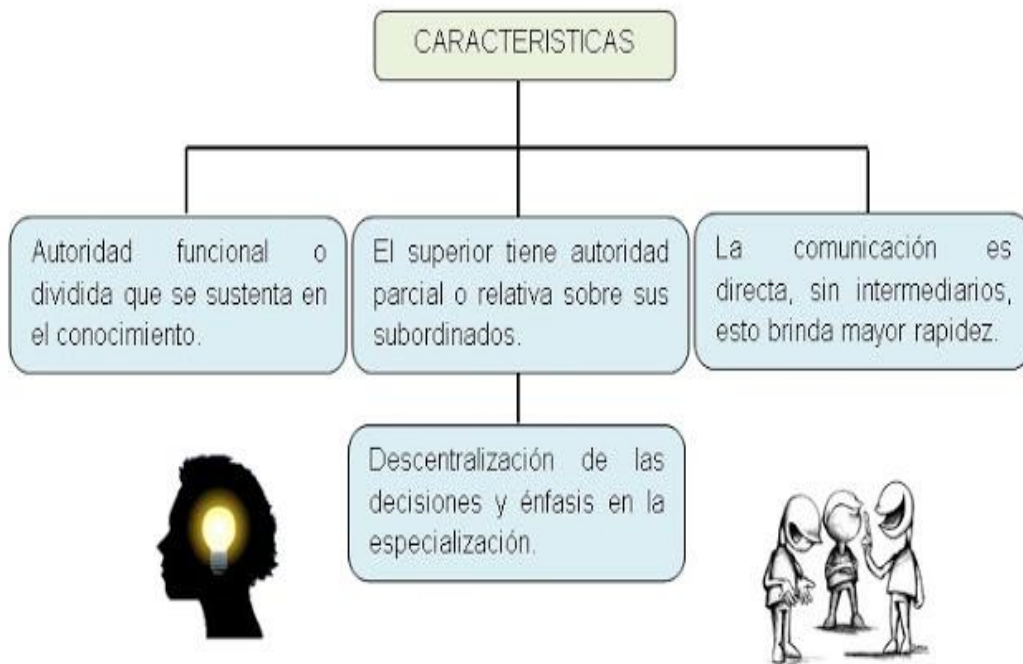 CARACTERISTICAS
Autoridad funcional o
dividida que se sustenta en
el conocimiento.
El superior tiene autoridad
parcial o relativa sobre sus
subordinados.
La comunicación es
directa, sin intermediarios,
esto brinda mayor rapidez.
Descentralización de las
decisiones y énfasis en la
especialización.